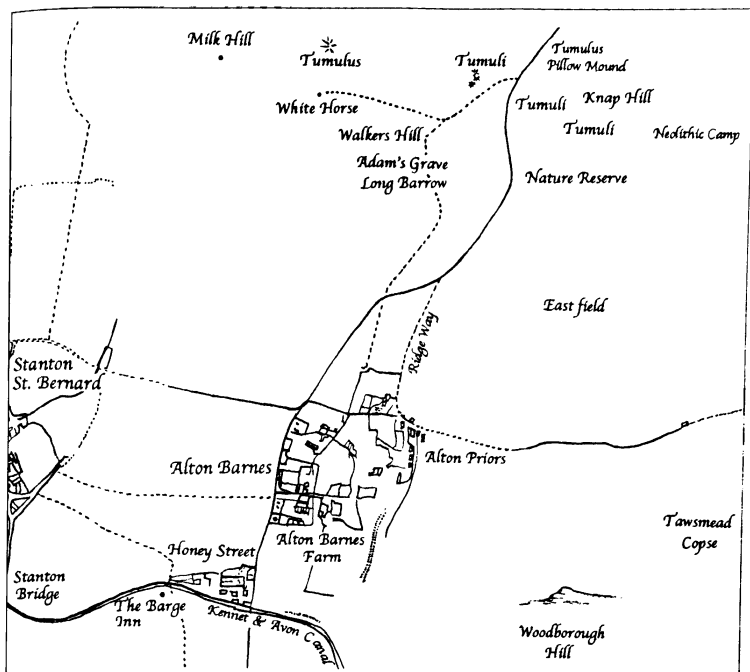 Milk Hill
Tumulus
Tumuli
Tumulus
Pillow Mound
White Horse
Tumuli
Knap Hill
Walkers Hill
Tumuli
Neolithic Camp
Adam's Grave
Long Barrow
Nature Reserve
East field
Ridge Way
Stanton
St. Bernard
Alton Barnes
Alton Priors
Tawsmead
Copse
Alton Barnes
Farm
Honey Street
Stanton
Bridge
The Barge
Inn
Kennet & Avon Canal
Woodborough
Hill